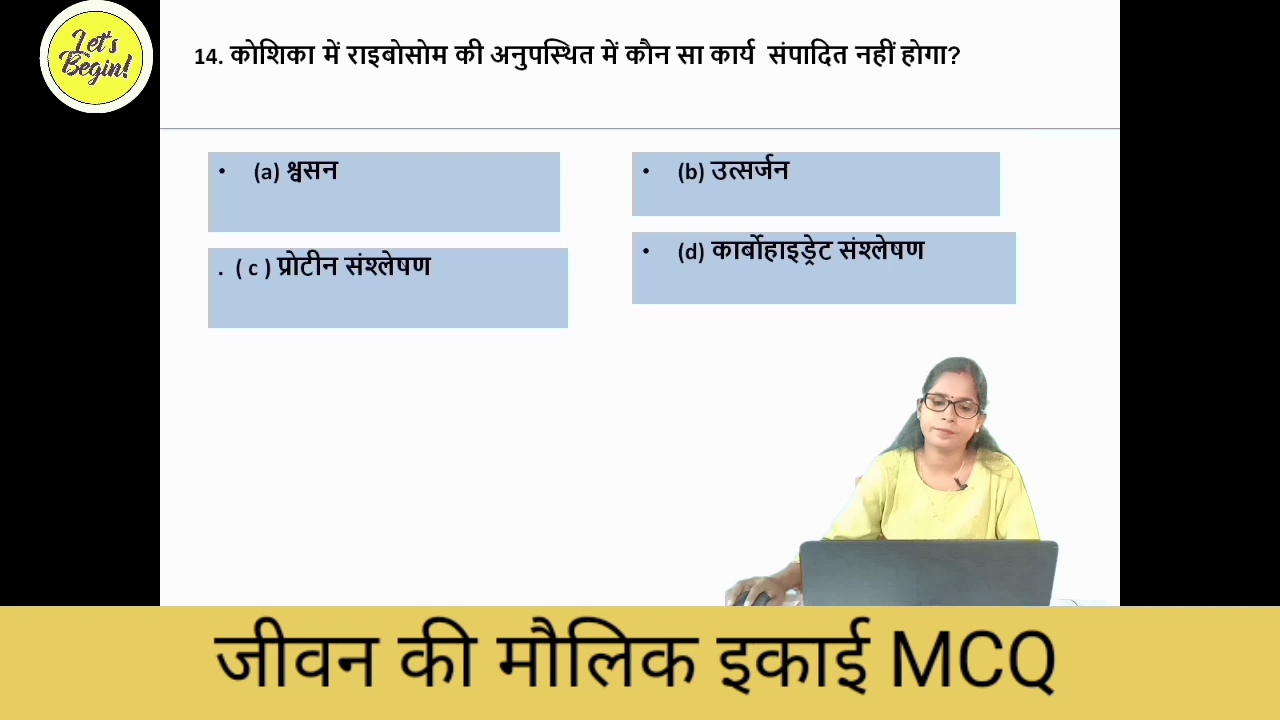 Let's
Begin!
14. कोशिका में राइबोसोम की अनुपस्थित में कौन सा कार्य संपादित नहीं होगा?
• (a) श्वसन
• (b) उत्सर्जन
. ( c ) प्रोटीन संश्लेषण
• (d) कार्बोहाइड्रेट संश्लेषण
जीवन की मौलिक इकाई MCQ